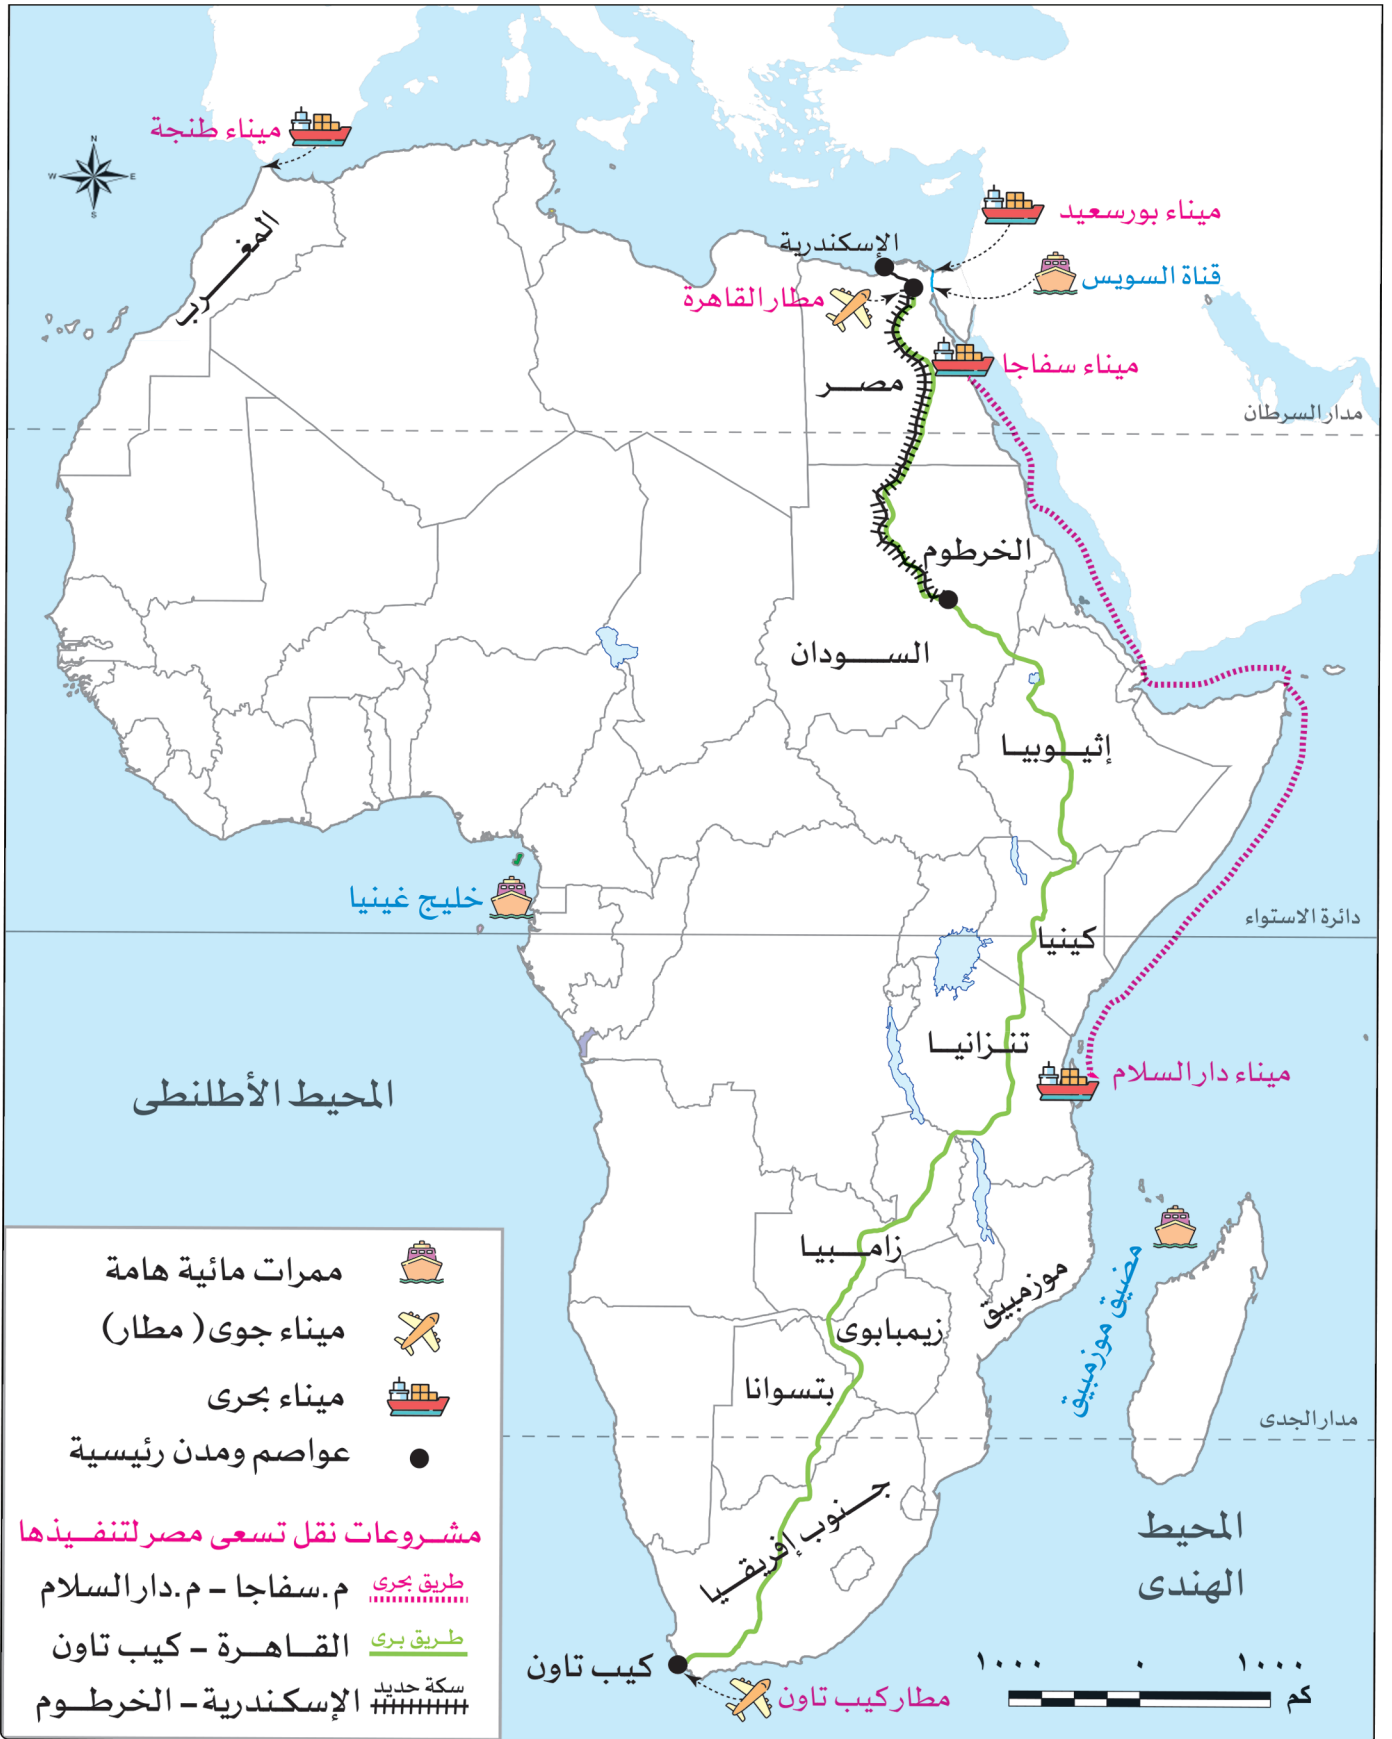 ميناء طنجة
N
W
E
S
المغرب
ميناء بورسعيد
الإسكندرية
قناة السويس
مطار القاهرة
ميناء سفاجا
مصر
مدار السرطان
الخرطوم
السودان
إثيوبيا
خليج غينيا
دائرة الاستواء
كينيا
تنزانيا
ميناء دار السلام
المحيط الأطلنطى
زامبيا
موزمبيق
مضيق موزمبيق
زيمبابوى
بتسوانا
مدار الجدى
جنوب إفريقيا
المحيط
الهندى
كيب تاون
مطار كيب تاون
١٠٠٠ ٠ ١٠٠٠
كم
ممرات مائية هامة
ميناء جوى (مطار)
ميناء بحرى
عواصم ومدن رئيسية
مشروعات نقل تسعى مصر لتنفيذها
طريق بحرى م.سفاجا - م.دار السلام
طريق برى القاهرة - كيب تاون
سكة حديد الإسكندرية - الخرطوم